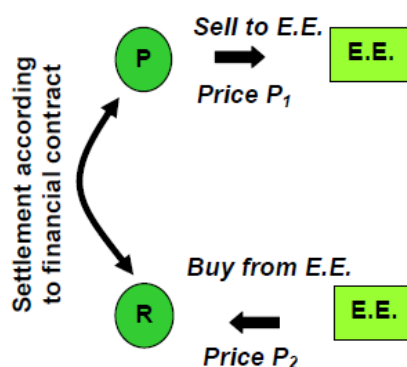 Sell to E.E.
P
E.E.
Price P1
Settlement according
to financial contract
Buy from E.E.
R
E.E.
Price P2